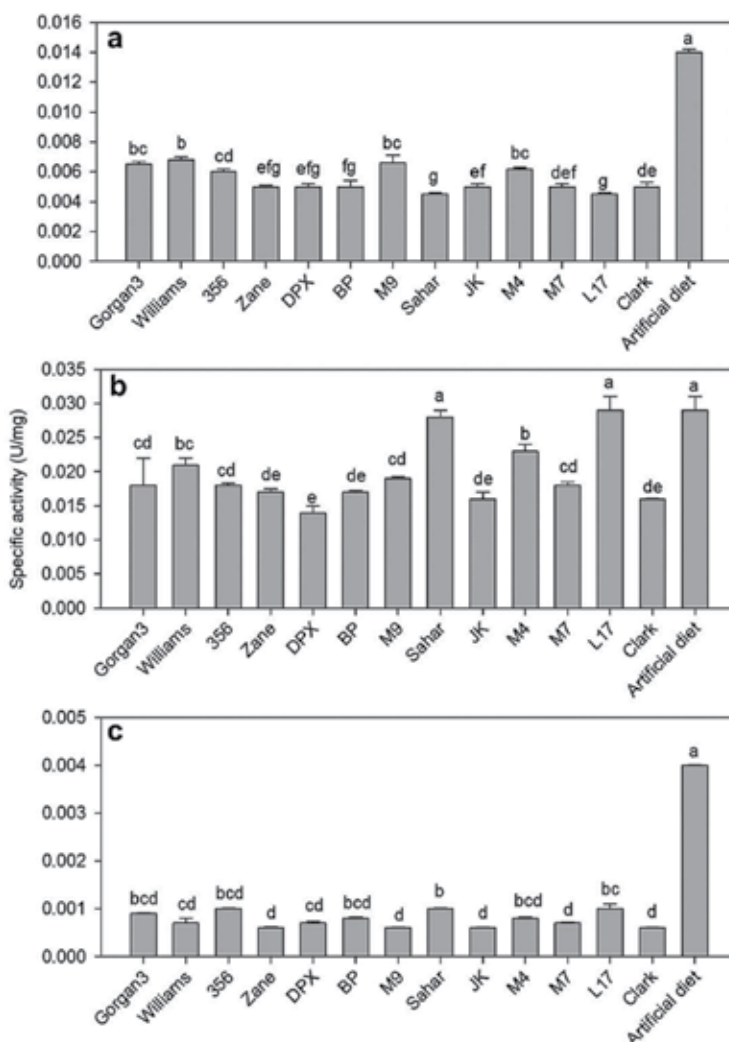 a
0.016
0.014
0.012
0.010
0.008
0.006
0.004
0.002
0.000
bc b cd efg efg fg bc g ef bc def g de a
Gorgan3 Williams 356 Zane DPX BP M9 Sahar JK M4 M7 L17 Clark Artificial diet
Specific activity (U/mg)
b
0.035
0.030
0.025
0.020
0.015
0.010
0.005
0.000
cd bc cd de e de cd a de b cd a de a
Gorgan3 Williams 356 Zane DPX BP M9 Sahar JK M4 M7 L17 Clark Artificial diet
c
0.005
0.004
0.003
0.002
0.001
0.000
bcd cd bcd d cd bcd d b d bcd d bc d a
Gorgan3 Williams 356 Zane DPX BP M9 Sahar JK M4 M7 L17 Clark Artificial diet